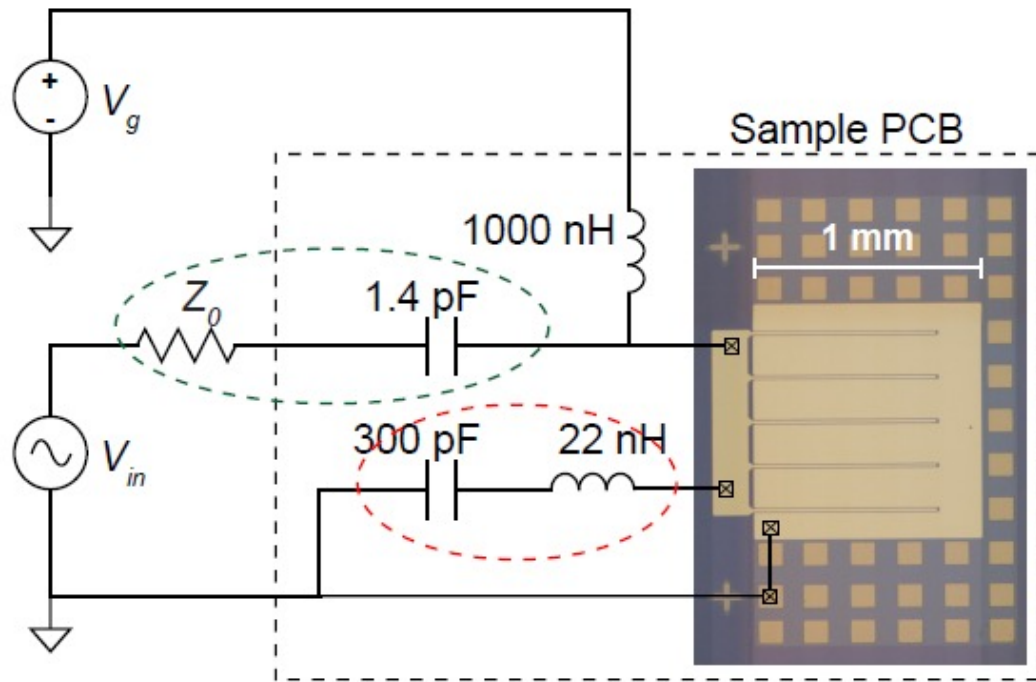 +
-
V_g
Sample PCB
1000 nH
1 mm
Z_0
1.4 pF
300 pF
22 nH
V_in